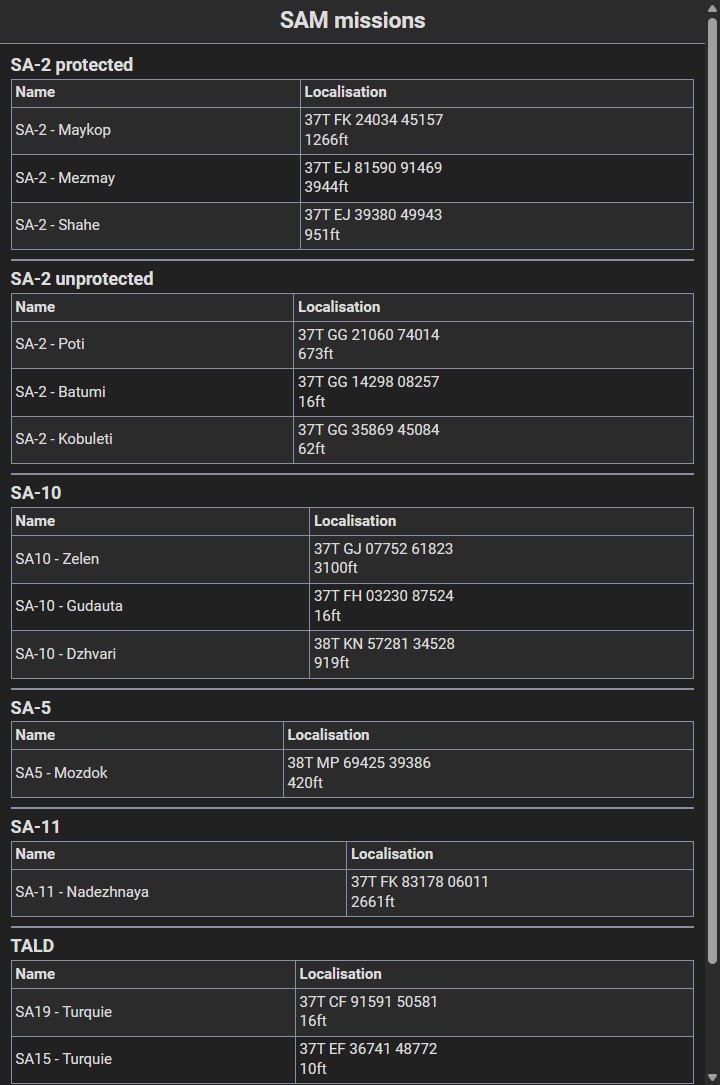 SAM missions
SA-2 protected
Name Localisation
SA-2 - Maykop
37T FK 24034 45157
1266ft
SA-2 - Mezmay
37T EJ 81590 91469
3944ft
SA-2 - Shahe
37T EJ 39380 49943
951ft
SA-2 unprotected
Name Localisation
SA-2 - Poti
37T GG 21060 74014
673ft
SA-2 - Batumi
37T GG 14298 08257
16ft
SA-2 - Kobuleti
37T GG 35869 45084
62ft
SA-10
Name Localisation
SA10 - Zelen
37T GJ 07752 61823
3100ft
SA-10 - Gudauta
37T FH 03230 87524
16ft
SA-10 - Dzhvari
38T KN 57281 34528
919ft
SA-5
Name Localisation
SA5 - Mozdok
38T MP 69425 39386
420ft
SA-11
Name Localisation
SA-11 - Nadezhnaya
37T FK 83178 06011
2661ft
TALD
Name Localisation
SA19 - Turquie
37T CF 91591 50581
16ft
SA15 - Turquie
37T EF 36741 48772
10ft